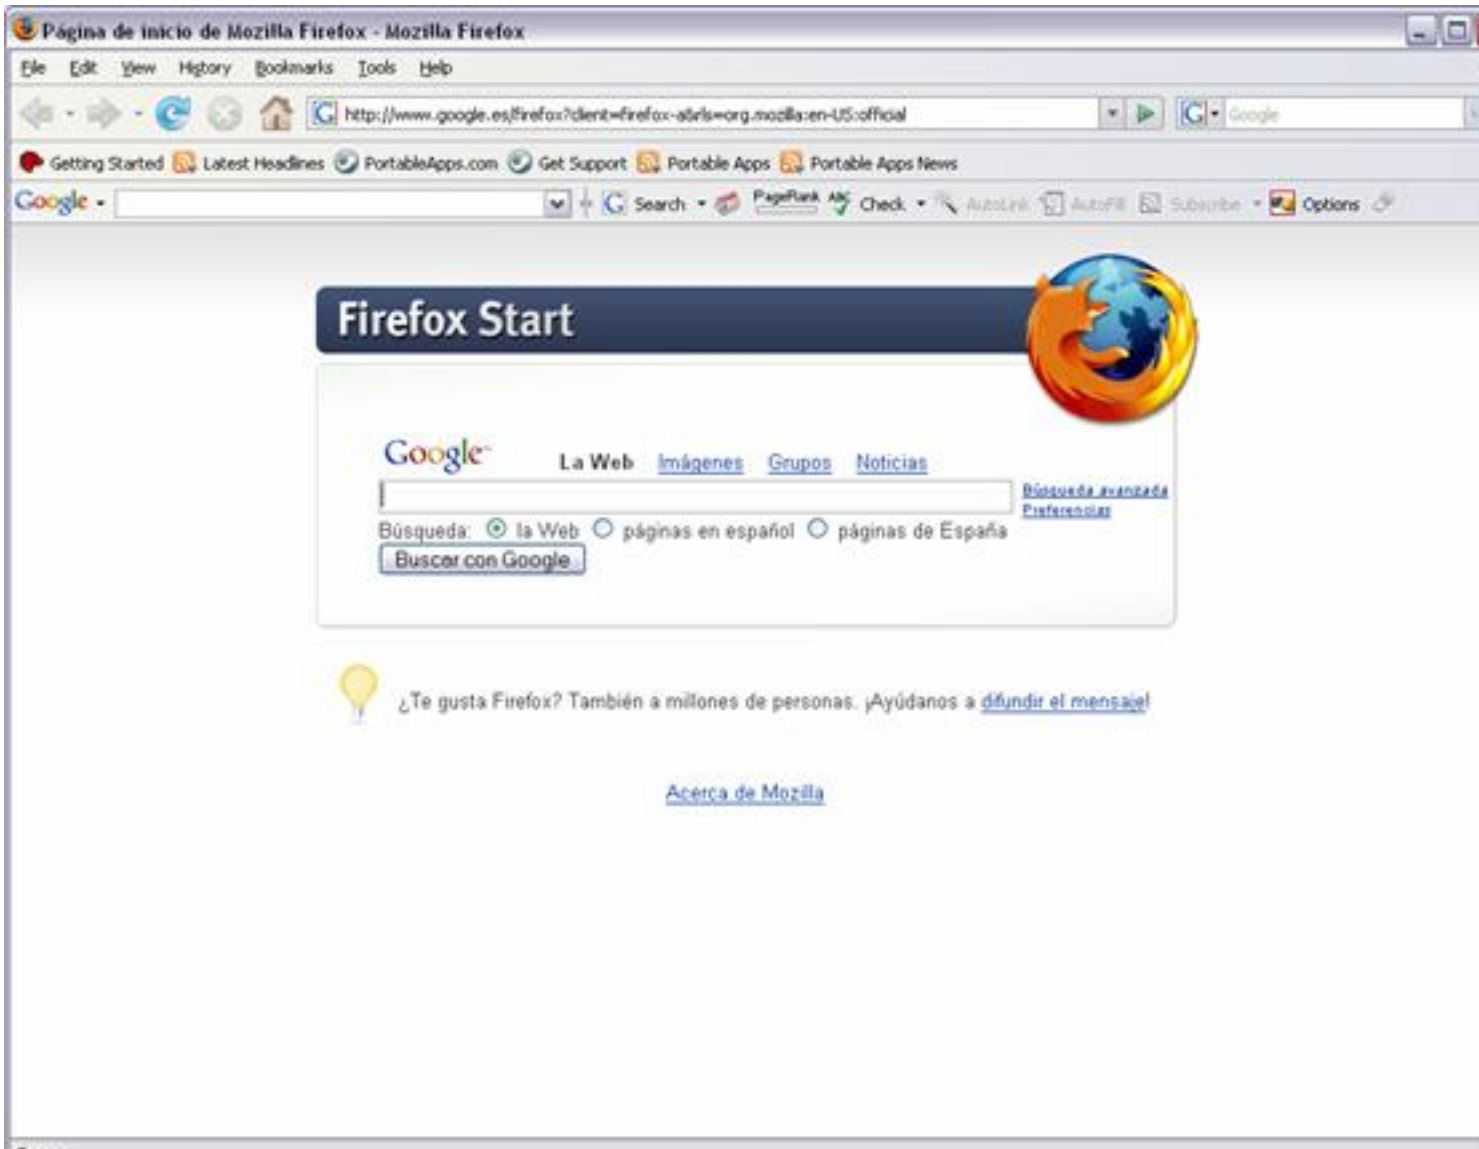 Página de inicio de Mozilla Firefox - Mozilla Firefox
File Edit View History Bookmarks Tools Help
http://www.google.es/firefox?client=firefox-a&rls=org.mozilla:en-US:official Google
Getting Started Latest Headlines PortableApps.com Get Support Portable Apps Portable Apps News
Google Search PageRank ABC Check AutoLink AutoFill Subscribe Options
Firefox Start
Google La Web Imágenes Grupos Noticias
Búsqueda avanzada
Preferencias
Búsqueda: la Web páginas en español páginas de España
Buscar con Google
¿Te gusta Firefox? También a millones de personas. ¡Ayúdanos a difundir el mensaje!
Acerca de Mozilla